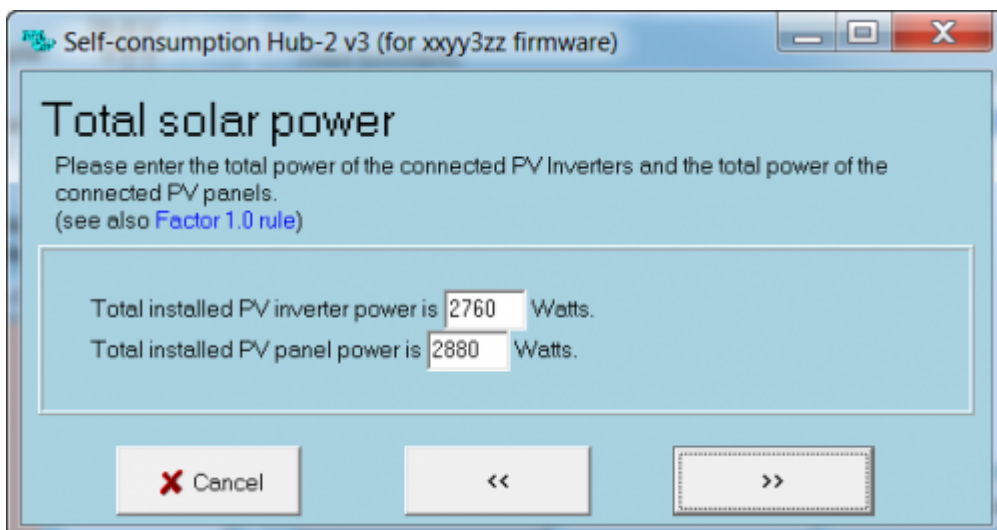 Self-consumption Hub-2 v3 (for xxyy3zz firmware)
Total solar power
Please enter the total power of the connected PV Inverters and the total power of the
connected PV panels.
(see also Factor 1.0 rule)
Total installed PV inverter power is 2760 Watts.
Total installed PV panel power is 2880 Watts.
Cancel << >>